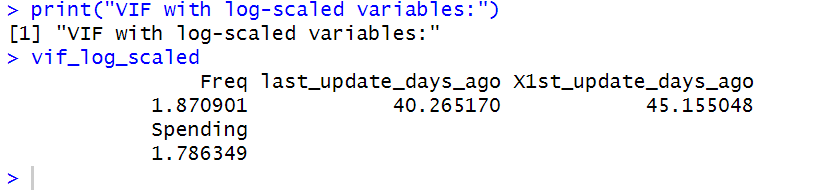 > print("VIF with log-scaled variables:")
[1] "VIF with log-scaled variables:"
> vif_log_scaled
Freq last_update_days_ago X1st_update_days_ago
1.870901 40.265170 45.155048
Spending
1.786349
>